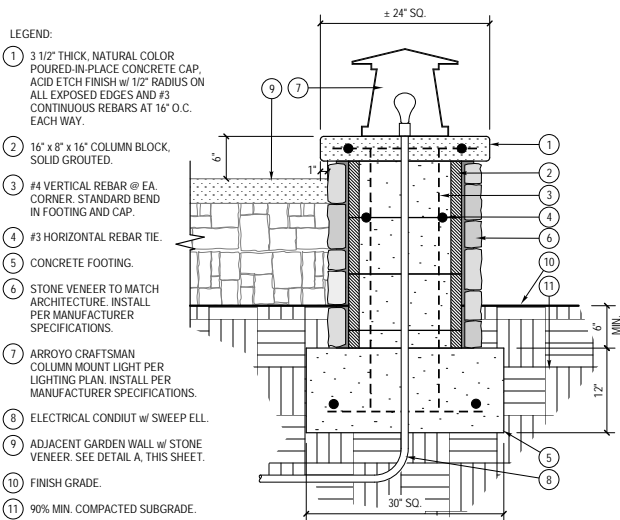 LEGEND:
1 3 1/2" THICK, NATURAL COLOR
POURED-IN-PLACE CONCRETE CAP,
ACID ETCH FINISH w/ 1/2" RADIUS ON
ALL EXPOSED EDGES AND #3
CONTINUOUS REBARS AT 16" O.C.
EACH WAY.
2 16" x 8" x 16" COLUMN BLOCK,
SOLID GROUTED.
3 #4 VERTICAL REBAR @ EA.
CORNER. STANDARD BEND
IN FOOTING AND CAP.
4 #3 HORIZONTAL REBAR TIE.
5 CONCRETE FOOTING.
6 STONE VENEER TO MATCH
ARCHITECTURE. INSTALL
PER MANUFACTURER
SPECIFICATIONS.
7 ARROYO CRAFTSMAN
COLUMN MOUNT LIGHT PER
LIGHTING PLAN. INSTALL PER
MANUFACTURER SPECIFICATIONS.
8 ELECTRICAL CONDIUT w/ SWEEP ELL.
9 ADJACENT GARDEN WALL w/ STONE
VENEER. SEE DETAIL A, THIS SHEET.
10 FINISH GRADE.
11 90% MIN. COMPACTED SUBGRADE.
± 24" SQ.
9
7
6"
1"
1
2
3
4
6
10
11
6"
MIN.
12"
5
8
30" SQ.